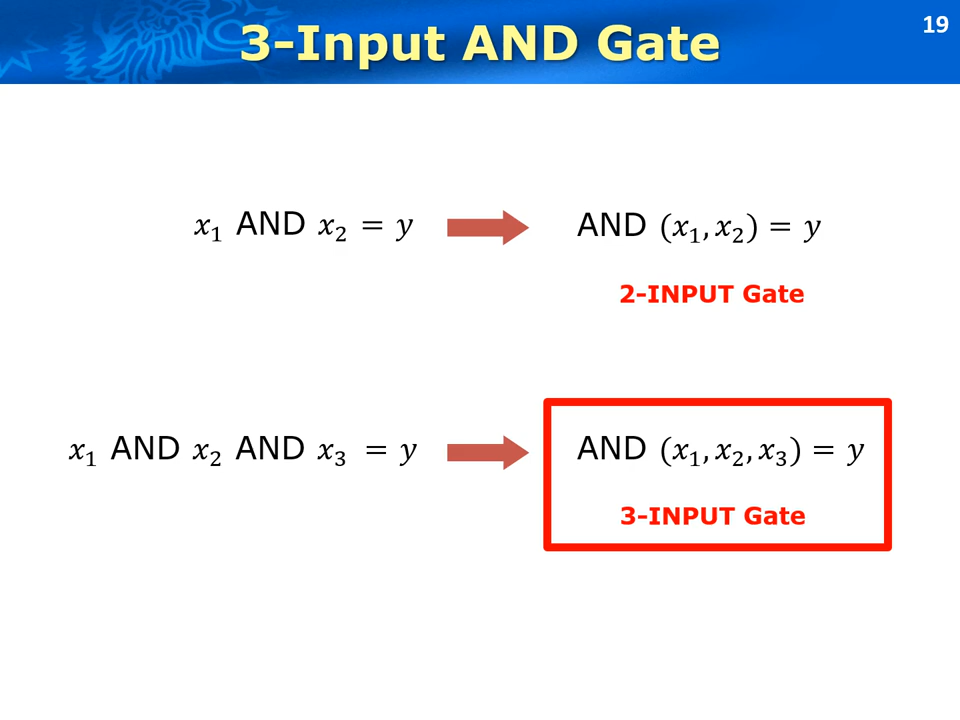 3-Input AND Gate
19
x₁ AND x₂ = y
AND (x₁, x₂) = y
2-INPUT Gate
x₁ AND x₂ AND x₃ = y
AND (x₁, x₂, x₃) = y
3-INPUT Gate